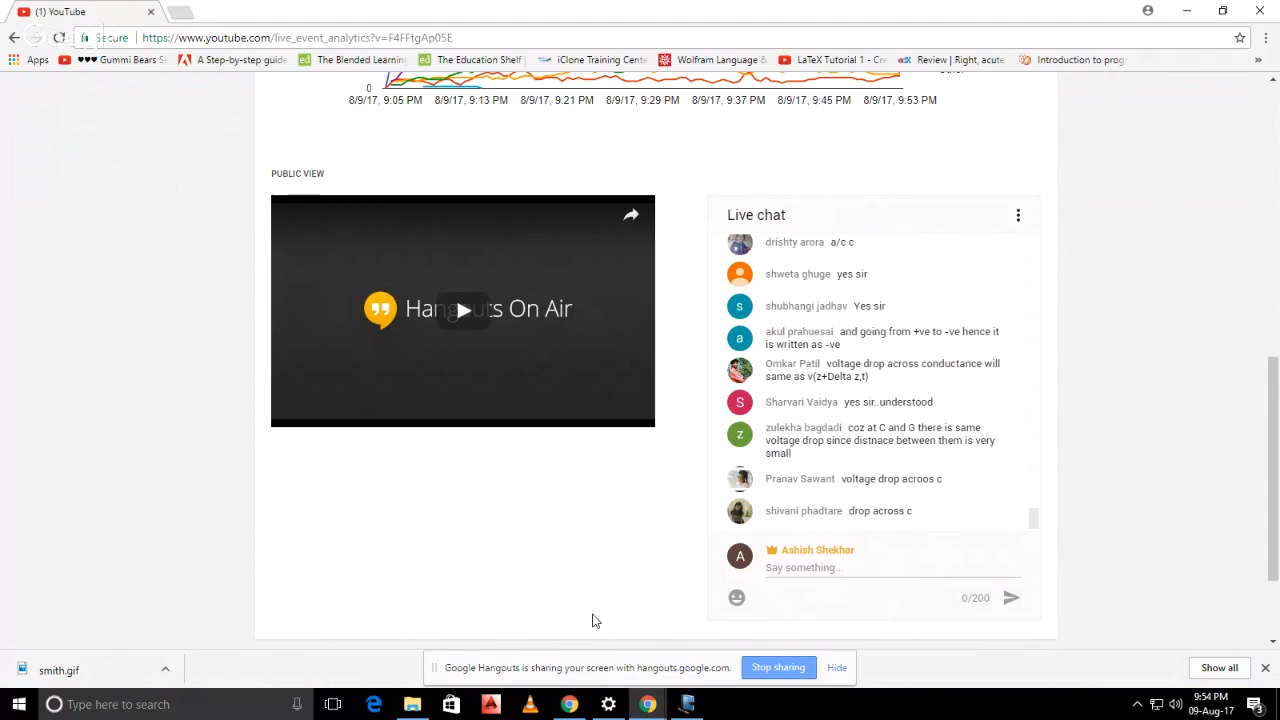 (1) YouTube
Secure https://www.youtube.com/live_event_analytics?v=F4FFtgAp05E
Apps ♥♥♥ Gummi Bears S A Step-by-step guide The Blended Learning The Education Shelf iClone Training Cente Wolfram Language & LaTeX Tutorial 1 - Cre Review | Right, acute Introduction to progr
0
8/9/17, 9:05 PM 8/9/17, 9:13 PM 8/9/17, 9:21 PM 8/9/17, 9:29 PM 8/9/17, 9:37 PM 8/9/17, 9:45 PM 8/9/17, 9:53 PM
PUBLIC VIEW
Hangouts On Air
Live chat
drishty arora a/c c
shweta ghuge yes sir
s shubhangi jadhav Yes sir
a akul prahuesai and going from +ve to -ve hence it
is written as -ve
Omkar Patil voltage drop across conductance will
same as v(z+Delta z,t)
S Sharvari Vaidya yes sir..understood
z zulekha bagdadi coz at C and G there is same
voltage drop since distnace between them is very
small
Pranav Sawant voltage drop acroos c
shivani phadtare drop across c
A Ashish Shekhar
Say something...
0/200
smith.gif
Google Hangouts is sharing your screen with hangouts.google.com. Stop sharing Hide
Show all
Type here to search
9:54 PM
09-Aug-17
3